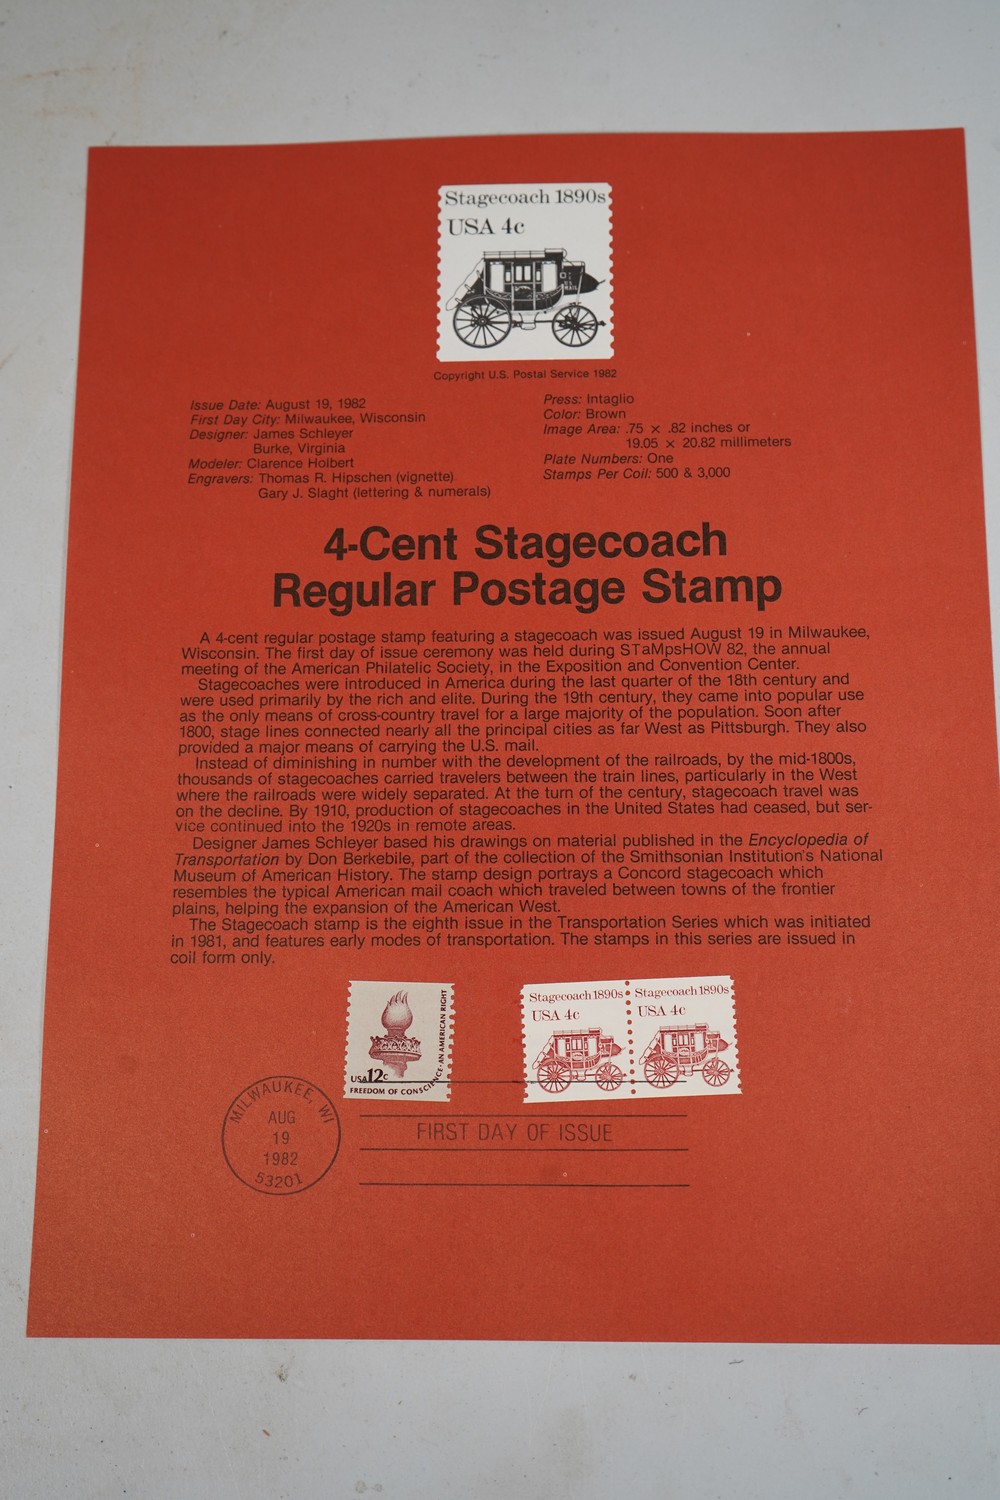 Stagecoach 1890s
USA 4c
U.S. MAIL
Copyright U.S. Postal Service 1982
Issue Date: August 19, 1982
First Day City: Milwaukee, Wisconsin
Designer: James Schleyer
Burke, Virginia
Modeler: Clarence Holbert
Engravers: Thomas R. Hipschen (vignette)
Gary J. Slaght (lettering & numerals)
Press: Intaglio
Color: Brown
Image Area: .75 × .82 inches or
19.05 × 20.82 millimeters
Plate Numbers: One
Stamps Per Coil: 500 & 3,000
4-Cent Stagecoach
Regular Postage Stamp
A 4-cent regular postage stamp featuring a stagecoach was issued August 19 in Milwaukee,
Wisconsin. The first day of issue ceremony was held during STaMpsHOW 82, the annual
meeting of the American Philatelic Society, in the Exposition and Convention Center.
Stagecoaches were introduced in America during the last quarter of the 18th century and
were used primarily by the rich and elite. During the 19th century, they came into popular use
as the only means of cross-country travel for a large majority of the population. Soon after
1800, stage lines connected nearly all the principal cities as far West as Pittsburgh. They also
provided a major means of carrying the U.S. mail.
Instead of diminishing in number with the development of the railroads, by the mid-1800s,
thousands of stagecoaches carried travelers between the train lines, particularly in the West
where the railroads were widely separated. At the turn of the century, stagecoach travel was
on the decline. By 1910, production of stagecoaches in the United States had ceased, but ser-
vice continued into the 1920s in remote areas.
Designer James Schleyer based his drawings on material published in the Encyclopedia of
Transportation by Don Berkebile, part of the collection of the Smithsonian Institution's National
Museum of American History. The stamp design portrays a Concord stagecoach which
resembles the typical American mail coach which traveled between towns of the frontier
plains, helping the expansion of the American West.
The Stagecoach stamp is the eighth issue in the Transportation Series which was initiated
in 1981, and features early modes of transportation. The stamps in this series are issued in
coil form only.
USA 12c
FREEDOM OF CONSCIENCE-AN AMERICAN RIGHT
Stagecoach 1890s
USA 4c
Stagecoach 1890s
USA 4c
MILWAUKEE, WI
AUG
19
1982
53201
FIRST DAY OF ISSUE